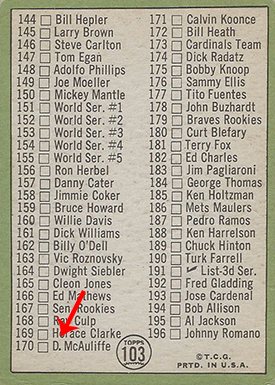 144 Bill Hepler
145 Larry Brown
146 Steve Carlton
147 Tom Egan
148 Adolfo Phillips
149 Joe Moeller
150 Mickey Mantle
151 World Ser. #1
152 World Ser. #2
153 World Ser. #3
154 World Ser. #4
155 World Ser. #5
156 Ron Herbel
157 Danny Cater
158 Jimmie Coker
159 Bruce Howard
160 Willie Davis
161 Dick Williams
162 Billy O'Dell
163 Vic Roznovsky
164 Dwight Siebler
165 Cleon Jones
166 Ed Mathews
167 Sen. Rookies
168 Ray Culp
169 Horace Clarke
170 D. McAuliffe
171 Calvin Koonce
172 Bill Heath
173 Cardinals Team
174 Dick Radatz
175 Bobby Knoop
176 Sammy Ellis
177 Tito Fuentes
178 John Buzhardt
179 Braves Rookies
180 Curt Blefary
181 Terry Fox
182 Ed Charles
183 Jim Pagliaroni
184 George Thomas
185 Ken Holtzman
186 Mets Maulers
187 Pedro Ramos
188 Ken Harrelson
189 Chuck Hinton
190 Turk Farrell
191 List-3d Ser.
192 Fred Gladding
193 Jose Cardenal
194 Bob Allison
195 Al Jackson
196 Johnny Romano
TOPPS
103
© T.C.G.
PRTD. IN U.S.A.